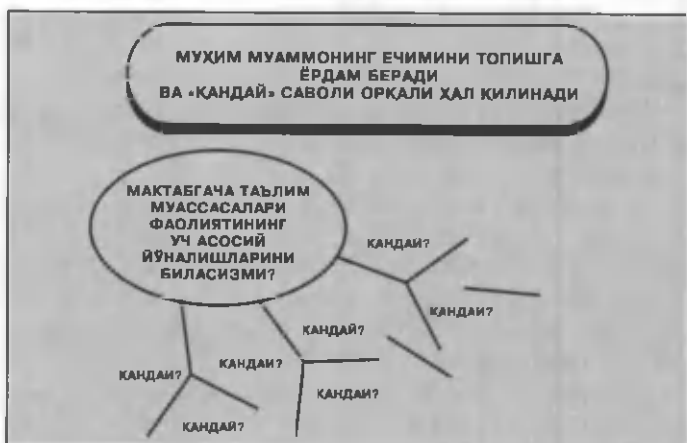 МУҲИМ МУАММОНИНГ ЕЧИМИНИ ТОПИШГА
ЁРДАМ БЕРАДИ
ВА «ҚАНДАЙ» САВОЛИ ОРҚАЛИ ҲАЛ ҚИЛИНАДИ
МАКТАБГАЧА ТАЪЛИМ
МУАССАСАЛАРИ
ФАОЛИЯТИНИНГ
УЧ АСОСИЙ
ЙЎНАЛИШЛАРИНИ
БИЛАСИЗМИ?
ҚАНДАЙ?
ҚАНДАЙ?
ҚАНДАЙ?
ҚАНДАЙ?
ҚАНДАЙ?
ҚАНДАЙ?
ҚАНДАЙ?